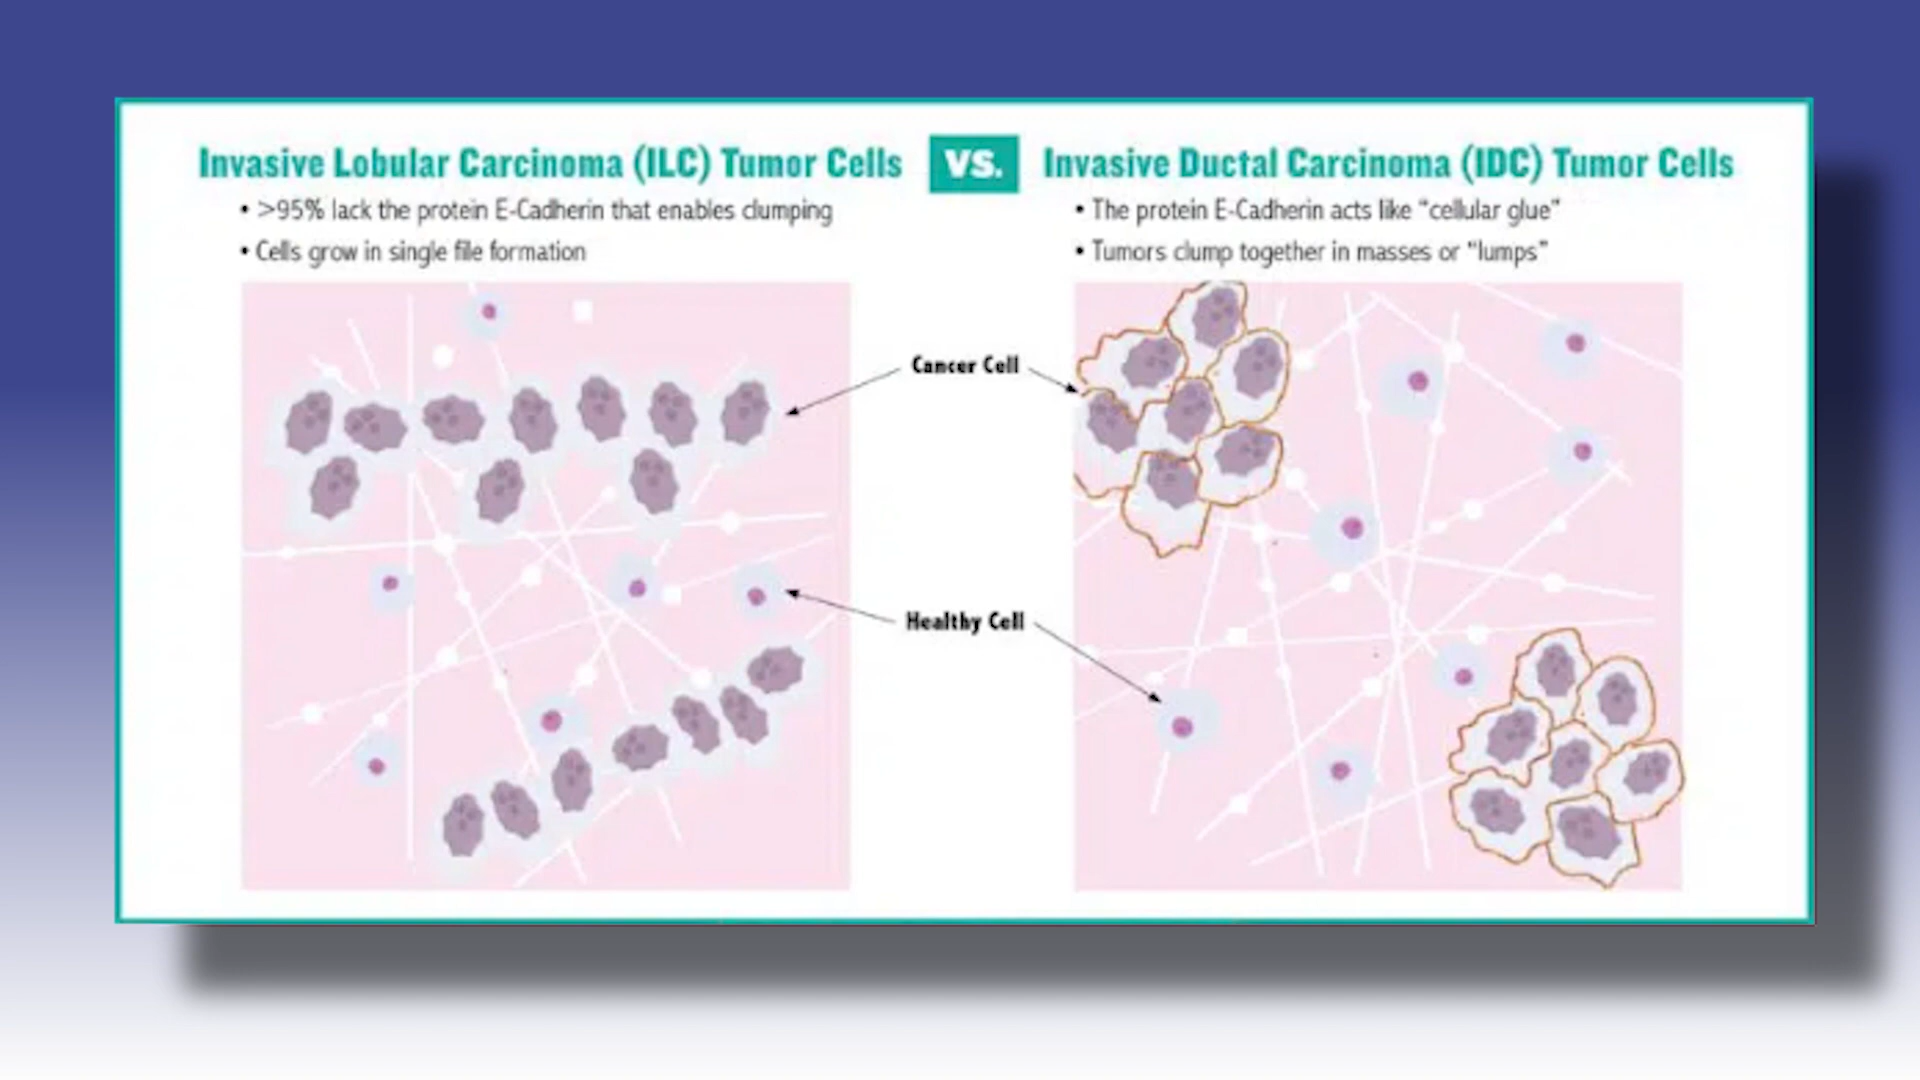 Invasive Lobular Carcinoma (ILC) Tumor Cells
• >95% lack the protein E-Cadherin that enables clumping
• Cells grow in single file formation
VS.
Invasive Ductal Carcinoma (IDC) Tumor Cells
• The protein E-Cadherin acts like “cellular glue”
• Tumors clump together in masses or “lumps”
Cancer Cell
Healthy Cell